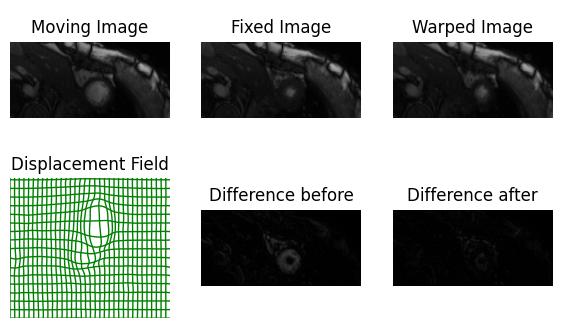 Moving Image
Fixed Image
Warped Image
Displacement Field
Difference before
Difference after